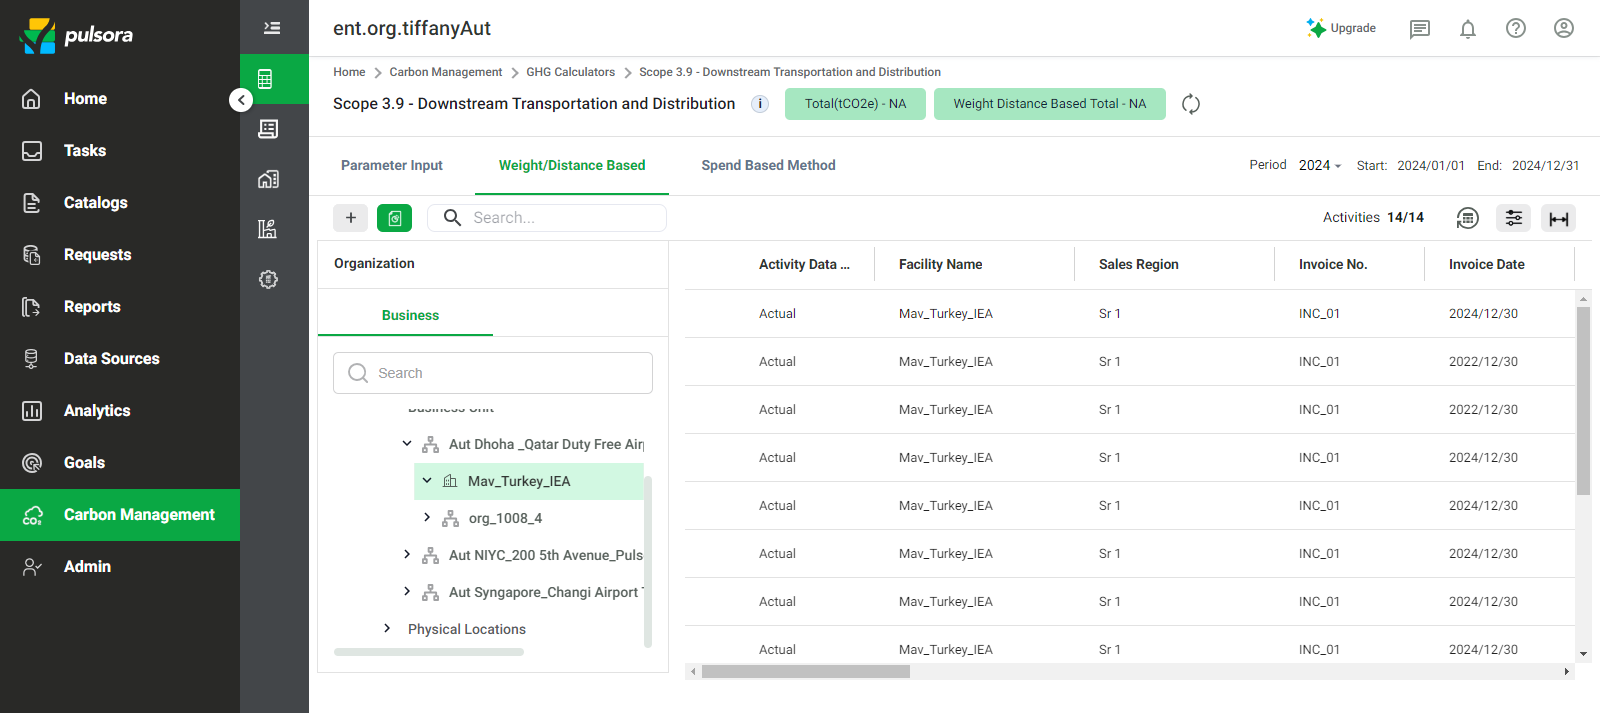 pulsora
Home
Tasks
Catalogs
Requests
Reports
Data Sources
Analytics
Goals
Carbon Management
Admin
ent.org.tiffanyAut
Upgrade
Home > Carbon Management > GHG Calculators > Scope 3.9 - Downstream Transportation and Distribution
Scope 3.9 - Downstream Transportation and Distribution i Total(tCO2e) - NA Weight Distance Based Total - NA
Parameter Input Weight/Distance Based Spend Based Method Period 2024 Start: 2024/01/01 End: 2024/12/31
+ Search... Activities 14/14
Organization
Business
Search
Business Unit
Aut Dhoha _Qatar Duty Free Air
Mav_Turkey_IEA
org_1008_4
Aut NIYC_200 5th Avenue_Puls
Aut Syngapore_Changi Airport T
Physical Locations
Activity Data ... Facility Name Sales Region Invoice No. Invoice Date
Actual Mav_Turkey_IEA Sr 1 INC_01 2024/12/30
Actual Mav_Turkey_IEA Sr 1 INC_01 2022/12/30
Actual Mav_Turkey_IEA Sr 1 INC_01 2022/12/30
Actual Mav_Turkey_IEA Sr 1 INC_01 2024/12/30
Actual Mav_Turkey_IEA Sr 1 INC_01 2024/12/30
Actual Mav_Turkey_IEA Sr 1 INC_01 2024/12/30
Actual Mav_Turkey_IEA Sr 1 INC_01 2024/12/30
Actual Mav_Turkey_IEA Sr 1 INC_01 2024/12/30